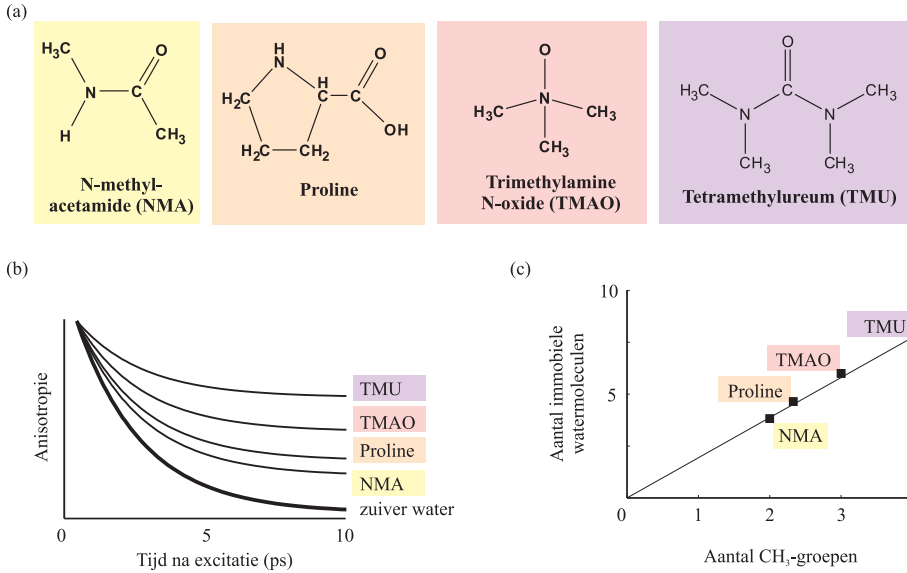 (a)
H₃C
O
N
C
H
CH₃
N-methyl-
acetamide (NMA)
H
N
H
O
H₂C
C
C
OH
H₂C
CH₂
Proline
O
H₃C
N
CH₃
CH₃
Trimethylamine
N-oxide (TMAO)
O
H₃C
C
CH₃
N
N
CH₃
CH₃
Tetramethylureum (TMU)
(b)
Anisotropie
TMU
TMAO
Proline
NMA
zuiver water
0
5
10
Tijd na excitatie (ps)
(c)
Aantal immobiele
watermoleculen
10
5
TMU
TMAO
Proline
NMA
0
1
2
3
Aantal CH₃-groepen